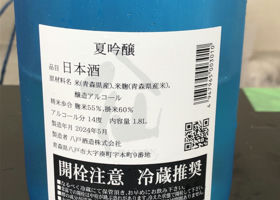 夏吟醸
品目 日本酒
原材料名 米(青森県産)、米麹(青森県産米)、
醸造アルコール
精米歩合 麹米55%、掛米60%
アルコール分 14度 内容量 1.8L
製造年月 2024年5月
製造者 八戸酒造株式会社
青森県八戸市大字湊町字本町9番地
開栓注意 冷蔵推奨